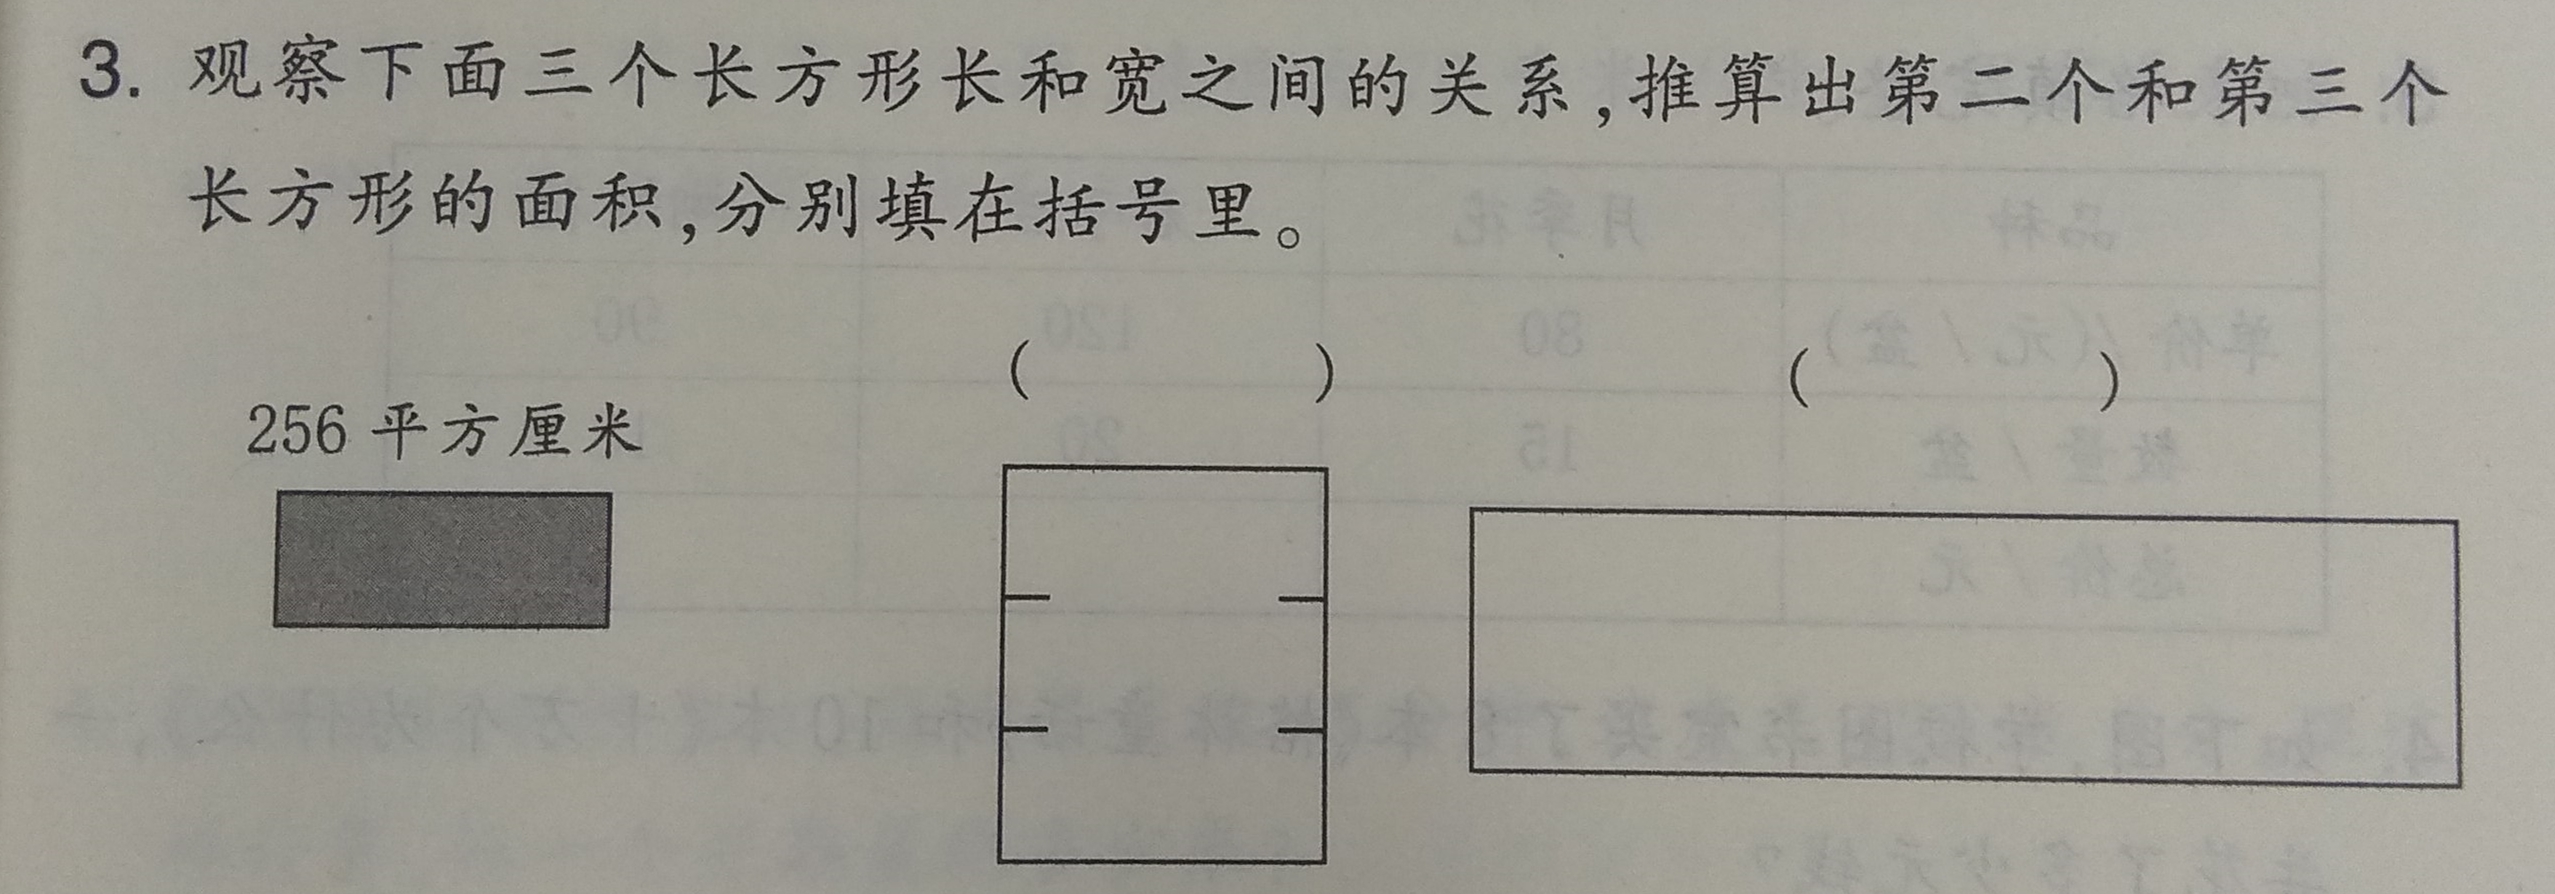 3. 观察下面三个长方形长和宽之间的关系,推算出第二个和第三个
长方形的面积,分别填在括号里。
(        )        (        )
256 平方厘米